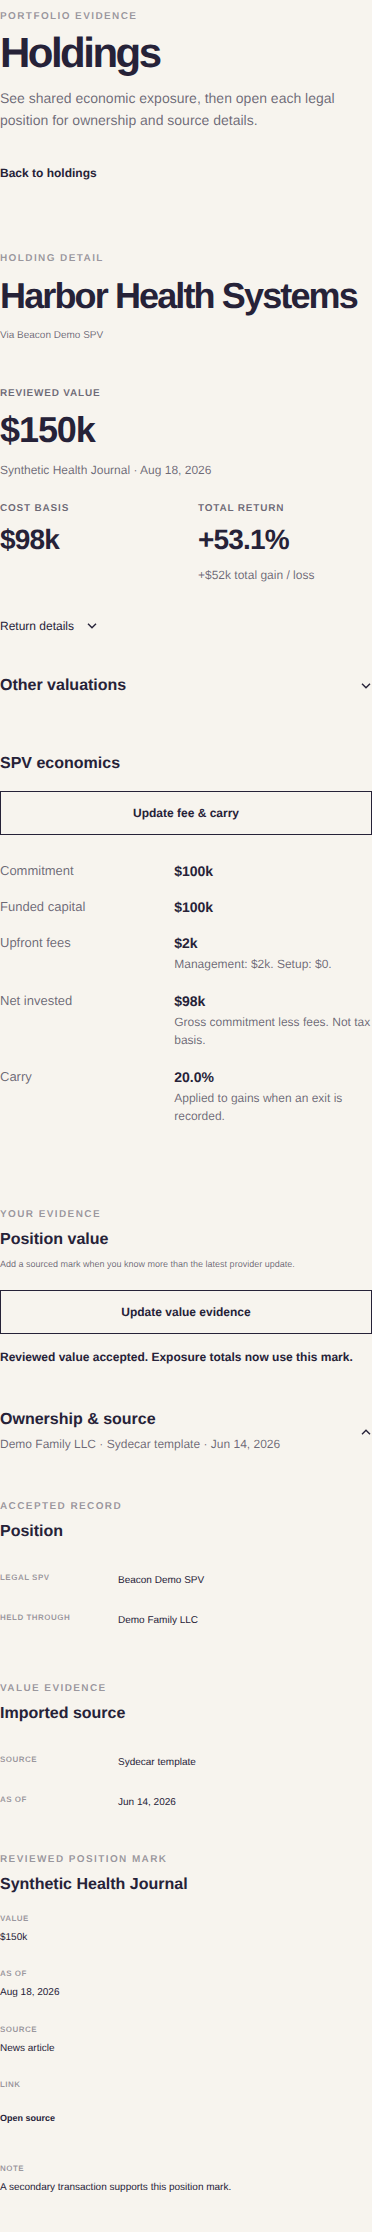 PORTFOLIO EVIDENCE
Holdings
See shared economic exposure, then open each legal
position for ownership and source details.
Back to holdings
HOLDING DETAIL
Harbor Health Systems
Via Beacon Demo SPV
REVIEWED VALUE
$150k
Synthetic Health Journal · Aug 18, 2026
COST BASIS
$98k
TOTAL RETURN
+53.1%
+$52k total gain / loss
Return details
Other valuations
SPV economics
Update fee & carry
Commitment
$100k
Funded capital
$100k
Upfront fees
$2k
Management: $2k. Setup: $0.
Net invested
$98k
Gross commitment less fees. Not tax
basis.
Carry
20.0%
Applied to gains when an exit is
recorded.
YOUR EVIDENCE
Position value
Add a sourced mark when you know more than the latest provider update.
Update value evidence
Reviewed value accepted. Exposure totals now use this mark.
Ownership & source
Demo Family LLC · Sydecar template · Jun 14, 2026
ACCEPTED RECORD
Position
LEGAL SPV
Beacon Demo SPV
HELD THROUGH
Demo Family LLC
VALUE EVIDENCE
Imported source
SOURCE
Sydecar template
AS OF
Jun 14, 2026
REVIEWED POSITION MARK
Synthetic Health Journal
VALUE
$150k
AS OF
Aug 18, 2026
SOURCE
News article
LINK
Open source
NOTE
A secondary transaction supports this position mark.